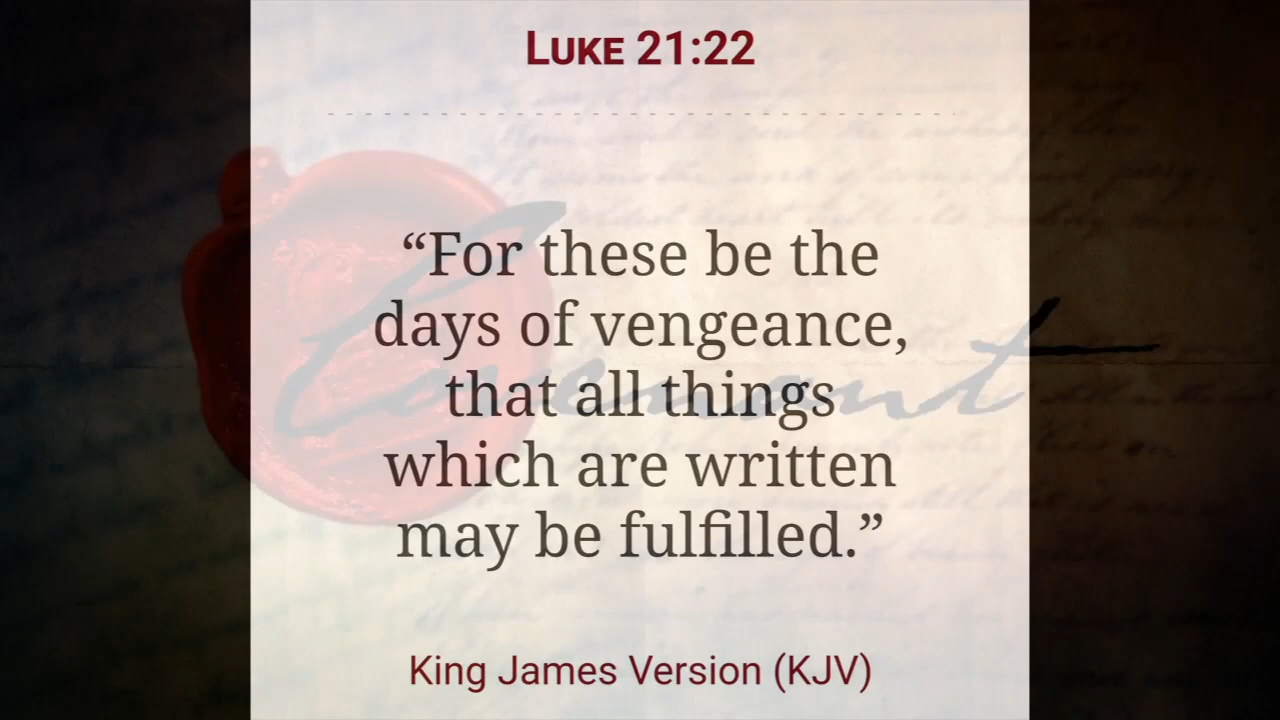 Luke 21:22
“For these be the
days of vengeance,
that all things
which are written
may be fulfilled.”
Covenant
King James Version (KJV)